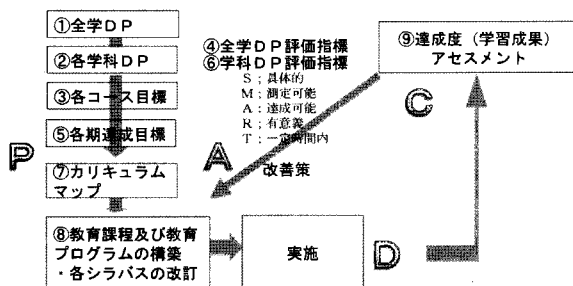 ①全学DP
②各学科DP
③各コース目標
⑤各期達成目標
⑦カリキュラム
マップ
⑧教育課程及び教育
プログラムの構築
・各シラバスの改訂
P
④全学DP評価指標
⑥学科DP評価指標
S；具体的
M；測定可能
A；達成可能
R；有意義
T；一定時間内
A
改善策
実施
D
C
⑨達成度（学習成果）
アセスメント